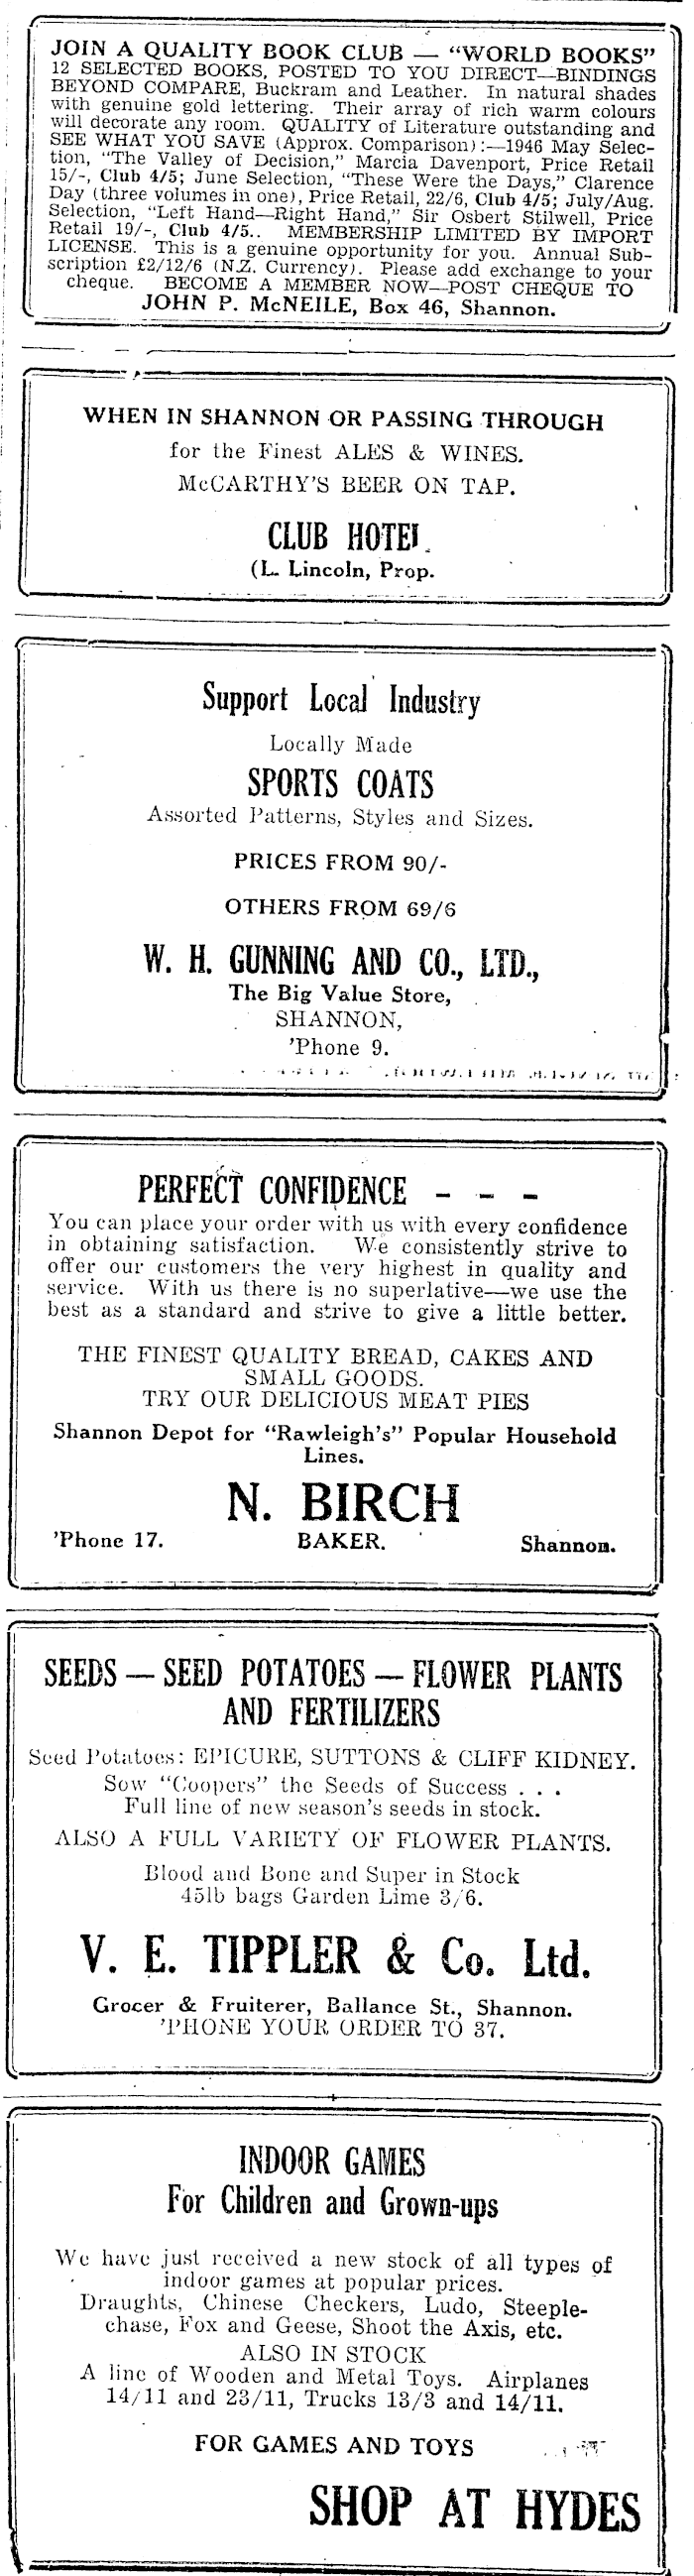 JOIN A QUALITY BOOK CLUB — “WORLD BOOKS”
12 SELECTED BOOKS, POSTED TO YOU DIRECT—BINDINGS
BEYOND COMPARE, Buckram and Leather. In natural shades
with genuine gold lettering. Their array of rich warm colours
will decorate any room. QUALITY of Literature outstanding and
SEE WHAT YOU SAVE (Approx. Comparison):—1946 May Selec-
tion, “The Valley of Decision,” Marcia Davenport, Price Retail
15/-, Club 4/5; June Selection, “These Were the Days,” Clarence
Day (three volumes in one), Price Retail, 22/6, Club 4/5; July/Aug.
Selection, “Left Hand—Right Hand,” Sir Osbert Stilwell, Price
Retail 19/-, Club 4/5.. MEMBERSHIP LIMITED BY IMPORT
LICENSE. This is a genuine opportunity for you. Annual Sub-
scription £2/12/6 (N.Z. Currency). Please add exchange to your
cheque. BECOME A MEMBER NOW—POST CHEQUE TO
JOHN P. McNEILE, Box 46, Shannon.
WHEN IN SHANNON OR PASSING THROUGH
for the Finest ALES & WINES.
McCARTHY'S BEER ON TAP.
CLUB HOTEL
(L. Lincoln, Prop.
Support Local Industry
Locally Made
SPORTS COATS
Assorted Patterns, Styles and Sizes.
PRICES FROM 90/-
OTHERS FROM 69/6
W. H. GUNNING AND CO., LTD.,
The Big Value Store,
SHANNON,
'Phone 9.
PERFECT CONFIDENCE - - -
You can place your order with us with every confidence
in obtaining satisfaction. We consistently strive to
offer our customers the very highest in quality and
service. With us there is no superlative—we use the
best as a standard and strive to give a little better.
THE FINEST QUALITY BREAD, CAKES AND
SMALL GOODS.
TRY OUR DELICIOUS MEAT PIES
Shannon Depot for “Rawleigh's” Popular Household
Lines.
N. BIRCH
'Phone 17. BAKER. Shannon.
SEEDS — SEED POTATOES — FLOWER PLANTS
AND FERTILIZERS
Seed Potatoes: EPICURE, SUTTONS & CLIFF KIDNEY.
Sow “Coopers” the Seeds of Success . . .
Full line of new season's seeds in stock.
ALSO A FULL VARIETY OF FLOWER PLANTS.
Blood and Bone and Super in Stock
45lb bags Garden Lime 3/6.
V. E. TIPPLER & Co. Ltd.
Grocer & Fruiterer, Ballance St., Shannon.
'PHONE YOUR ORDER TO 37.
INDOOR GAMES
For Children and Grown-ups
We have just received a new stock of all types of
indoor games at popular prices.
Draughts, Chinese Checkers, Ludo, Steeple-
chase, Fox and Geese, Shoot the Axis, etc.
ALSO IN STOCK
A line of Wooden and Metal Toys. Airplanes
14/11 and 23/11, Trucks 13/3 and 14/11.
FOR GAMES AND TOYS
SHOP AT HYDES